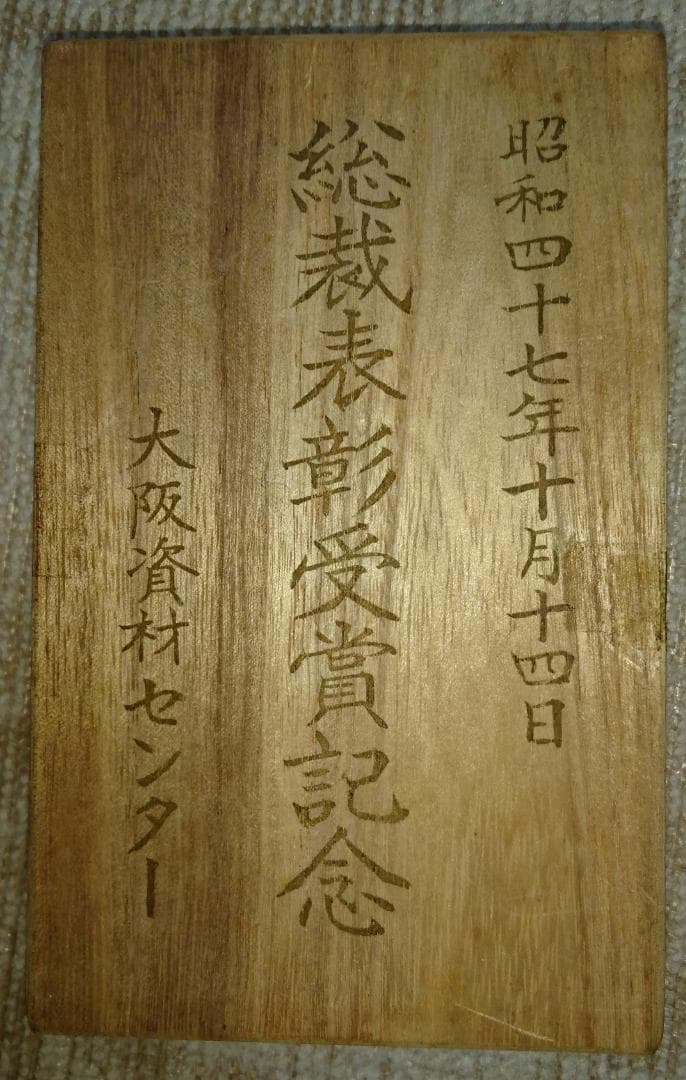 昭和四十七年十月十四日
総裁表彰受賞記念
大阪資材センター